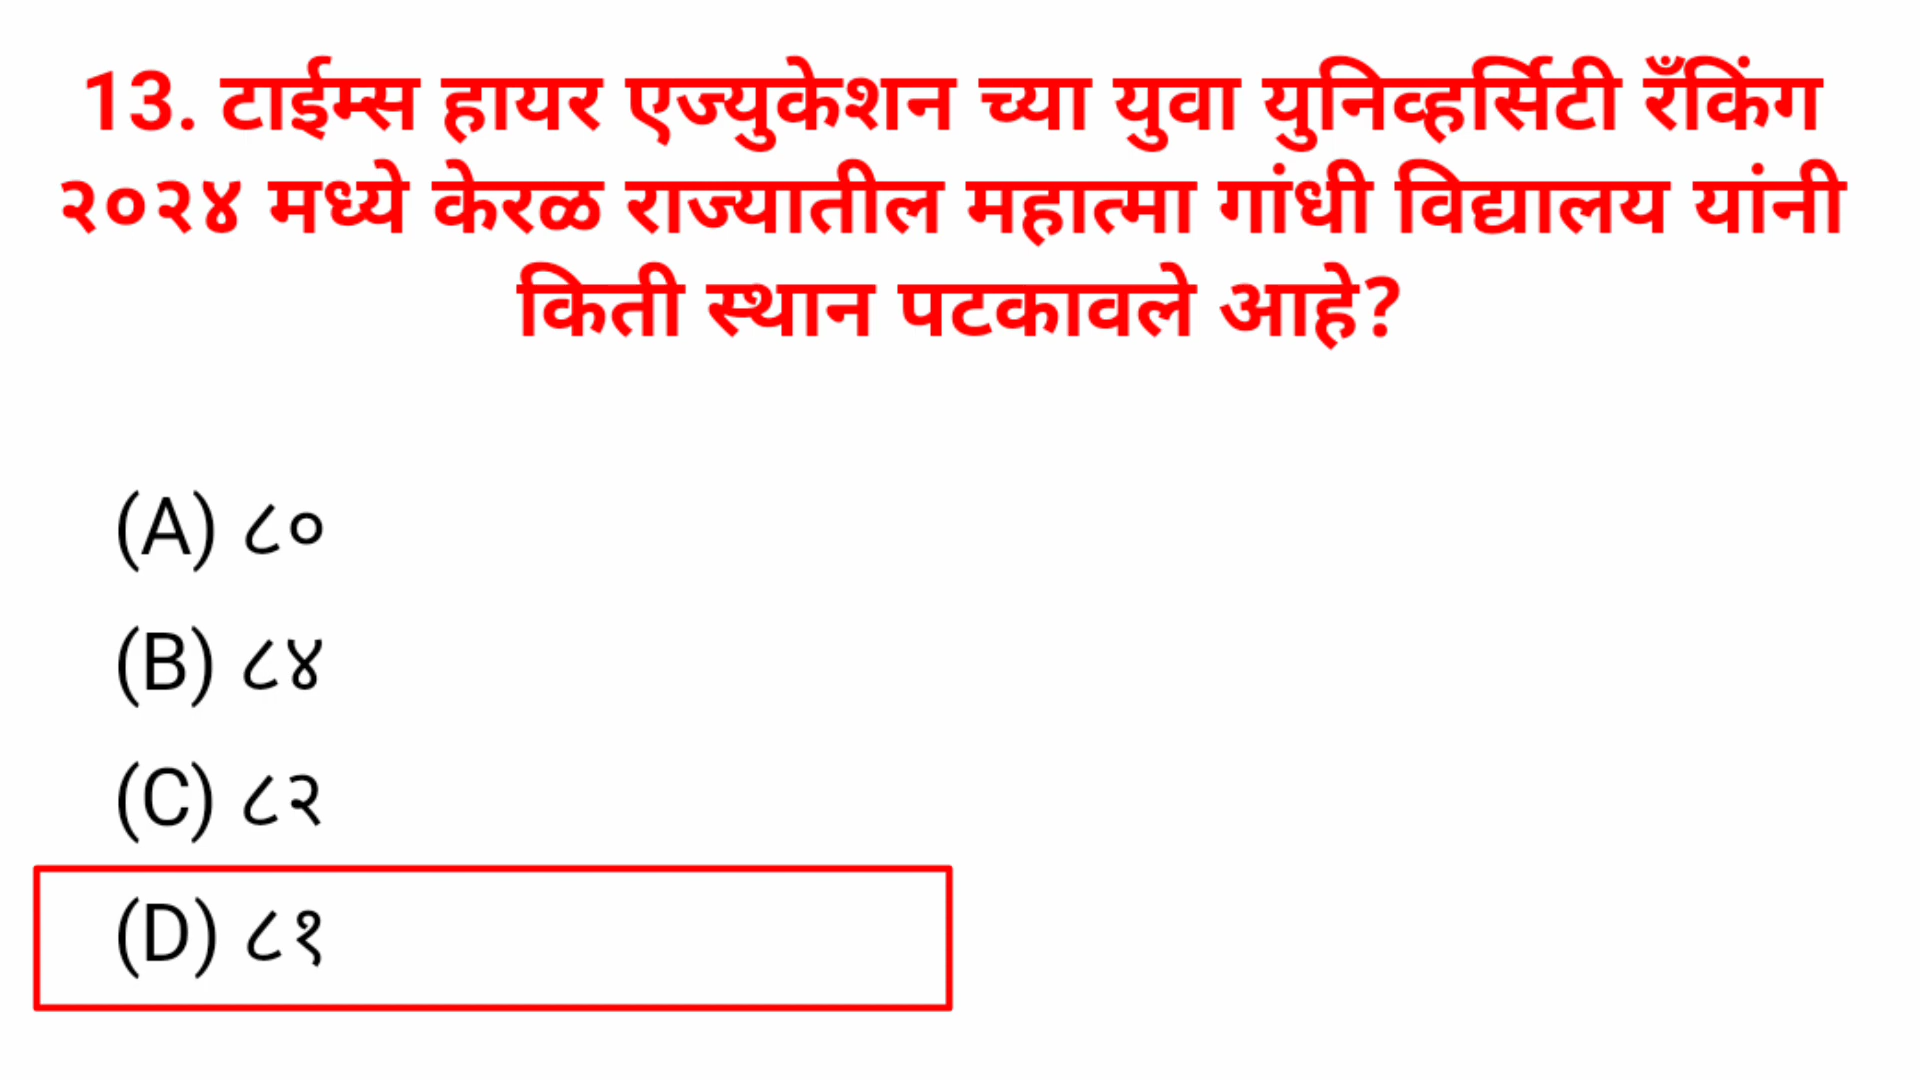 13. टाईम्स हायर एज्युकेशन च्या युवा युनिव्हर्सिटी रँकिंग
२०२४ मध्ये केरळ राज्यातील महात्मा गांधी विद्यालय यांनी
किती स्थान पटकावले आहे?
(A) ८०
(B) ८४
(C) ८२
(D) ८१